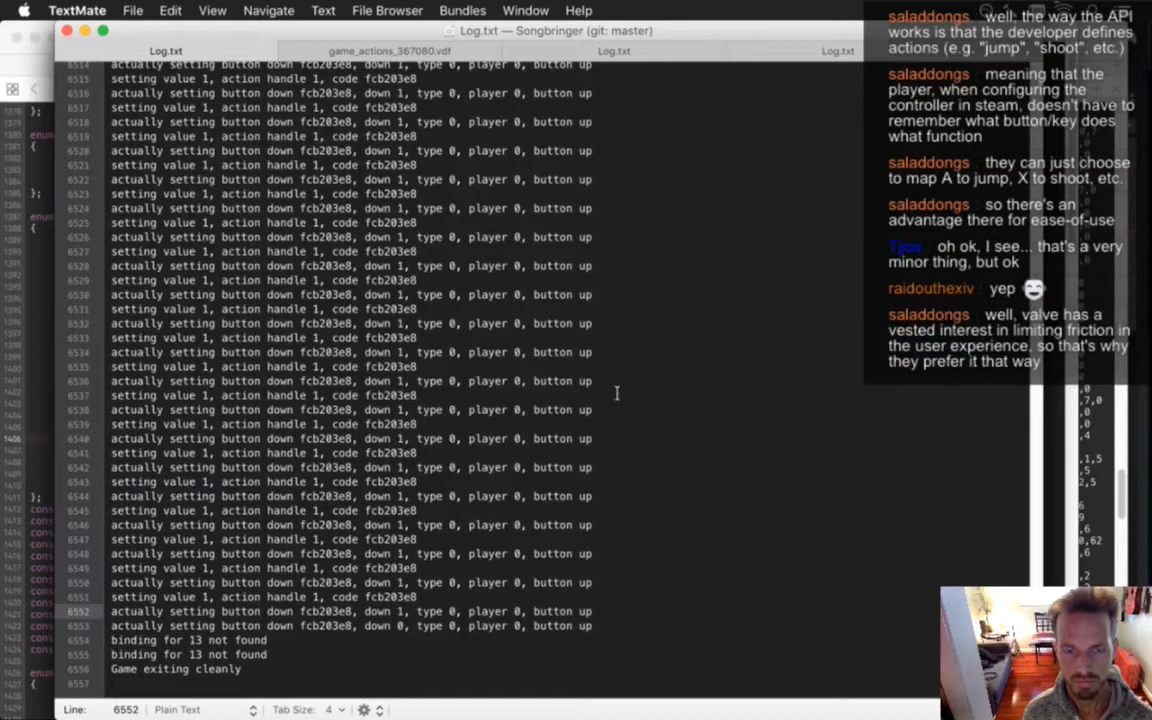 TextMate File Edit View Navigate Text File Browser Bundles Window Help
Log.txt — Songbringer (git: master)
Log.txt game_actions_367080.vdf Log.txt Log.txt
6514 actually setting button down fcb203e8, down 1, type 0, player 0, button up
6515 setting value 1, action handle 1, code fcb203e8
6516 actually setting button down fcb203e8, down 1, type 0, player 0, button up
6517 setting value 1, action handle 1, code fcb203e8
6518 actually setting button down fcb203e8, down 1, type 0, player 0, button up
6519 setting value 1, action handle 1, code fcb203e8
6520 actually setting button down fcb203e8, down 1, type 0, player 0, button up
6521 setting value 1, action handle 1, code fcb203e8
6522 actually setting button down fcb203e8, down 1, type 0, player 0, button up
6523 setting value 1, action handle 1, code fcb203e8
6524 actually setting button down fcb203e8, down 1, type 0, player 0, button up
6525 setting value 1, action handle 1, code fcb203e8
6526 actually setting button down fcb203e8, down 1, type 0, player 0, button up
6527 setting value 1, action handle 1, code fcb203e8
6528 actually setting button down fcb203e8, down 1, type 0, player 0, button up
6529 setting value 1, action handle 1, code fcb203e8
6530 actually setting button down fcb203e8, down 1, type 0, player 0, button up
6531 setting value 1, action handle 1, code fcb203e8
6532 actually setting button down fcb203e8, down 1, type 0, player 0, button up
6533 setting value 1, action handle 1, code fcb203e8
6534 actually setting button down fcb203e8, down 1, type 0, player 0, button up
6535 setting value 1, action handle 1, code fcb203e8
6536 actually setting button down fcb203e8, down 1, type 0, player 0, button up
6537 setting value 1, action handle 1, code fcb203e8
6538 actually setting button down fcb203e8, down 1, type 0, player 0, button up
6539 setting value 1, action handle 1, code fcb203e8
6540 actually setting button down fcb203e8, down 1, type 0, player 0, button up
6541 setting value 1, action handle 1, code fcb203e8
6542 actually setting button down fcb203e8, down 1, type 0, player 0, button up
6543 setting value 1, action handle 1, code fcb203e8
6544 actually setting button down fcb203e8, down 1, type 0, player 0, button up
6545 setting value 1, action handle 1, code fcb203e8
6546 actually setting button down fcb203e8, down 1, type 0, player 0, button up
6547 setting value 1, action handle 1, code fcb203e8
6548 actually setting button down fcb203e8, down 1, type 0, player 0, button up
6549 setting value 1, action handle 1, code fcb203e8
6550 actually setting button down fcb203e8, down 1, type 0, player 0, button up
6551 setting value 1, action handle 1, code fcb203e8
6552 actually setting button down fcb203e8, down 1, type 0, player 0, button up
6553 actually setting button down fcb203e8, down 0, type 0, player 0, button up
6554 binding for 13 not found
6555 binding for 13 not found
6556 Game exiting cleanly
6557
Line: 6552 Plain Text Tab Size: 4
saladdongs well, the way the API
works is that the developer defines
actions (e.g. "jump", "shoot", etc.)
saladdongs meaning that the
player, when configuring the
controller in steam, doesn't have to
remember what button/key does
what function
saladdongs they can just choose
to map A to jump, X to shoot, etc.
saladdongs so there's an
advantage there for ease-of-use
Tijos oh ok, I see... that's a very
minor thing, but ok
raidouthexiv yep
saladdongs well, valve has a
vested interest in limiting friction in
the user experience, so that's why
they prefer it that way